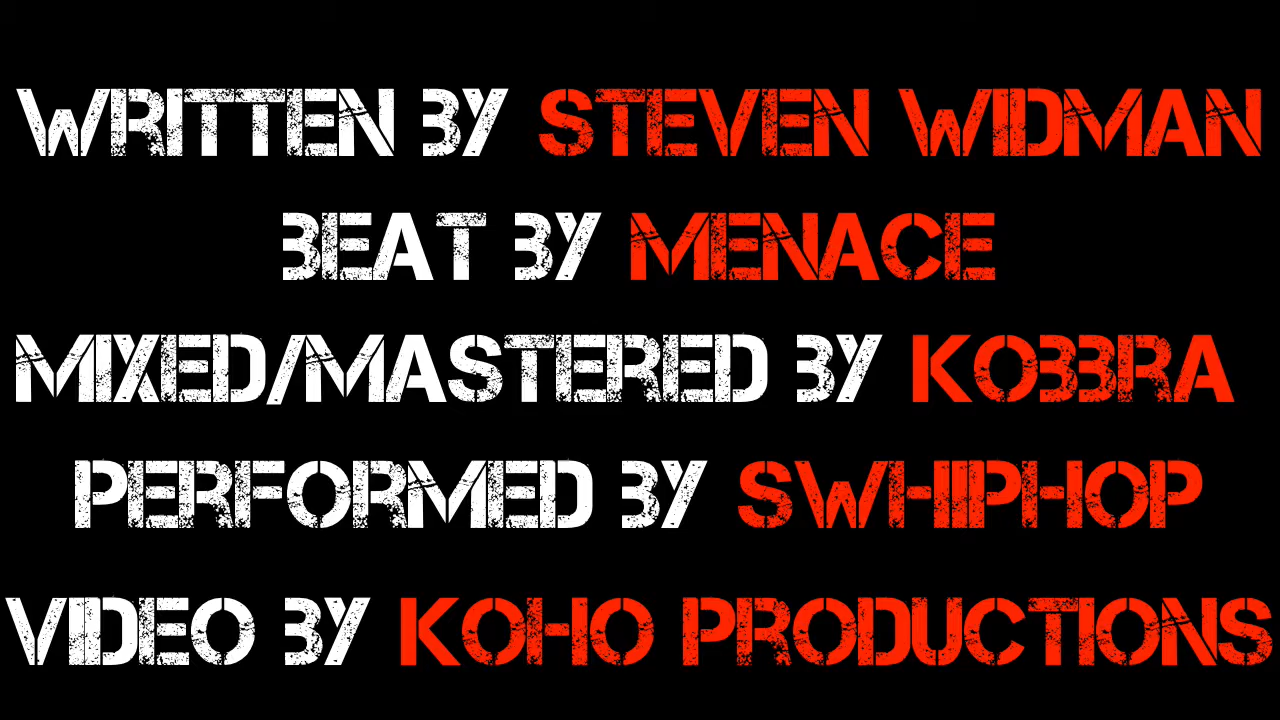 WRITTEN BY STEVEN WIDMAN
BEAT BY MENACE
MIXED/MASTERED BY KOBBRA
PERFORMED BY SWHIPHOP
VIDEO BY KOHO PRODUCTIONS